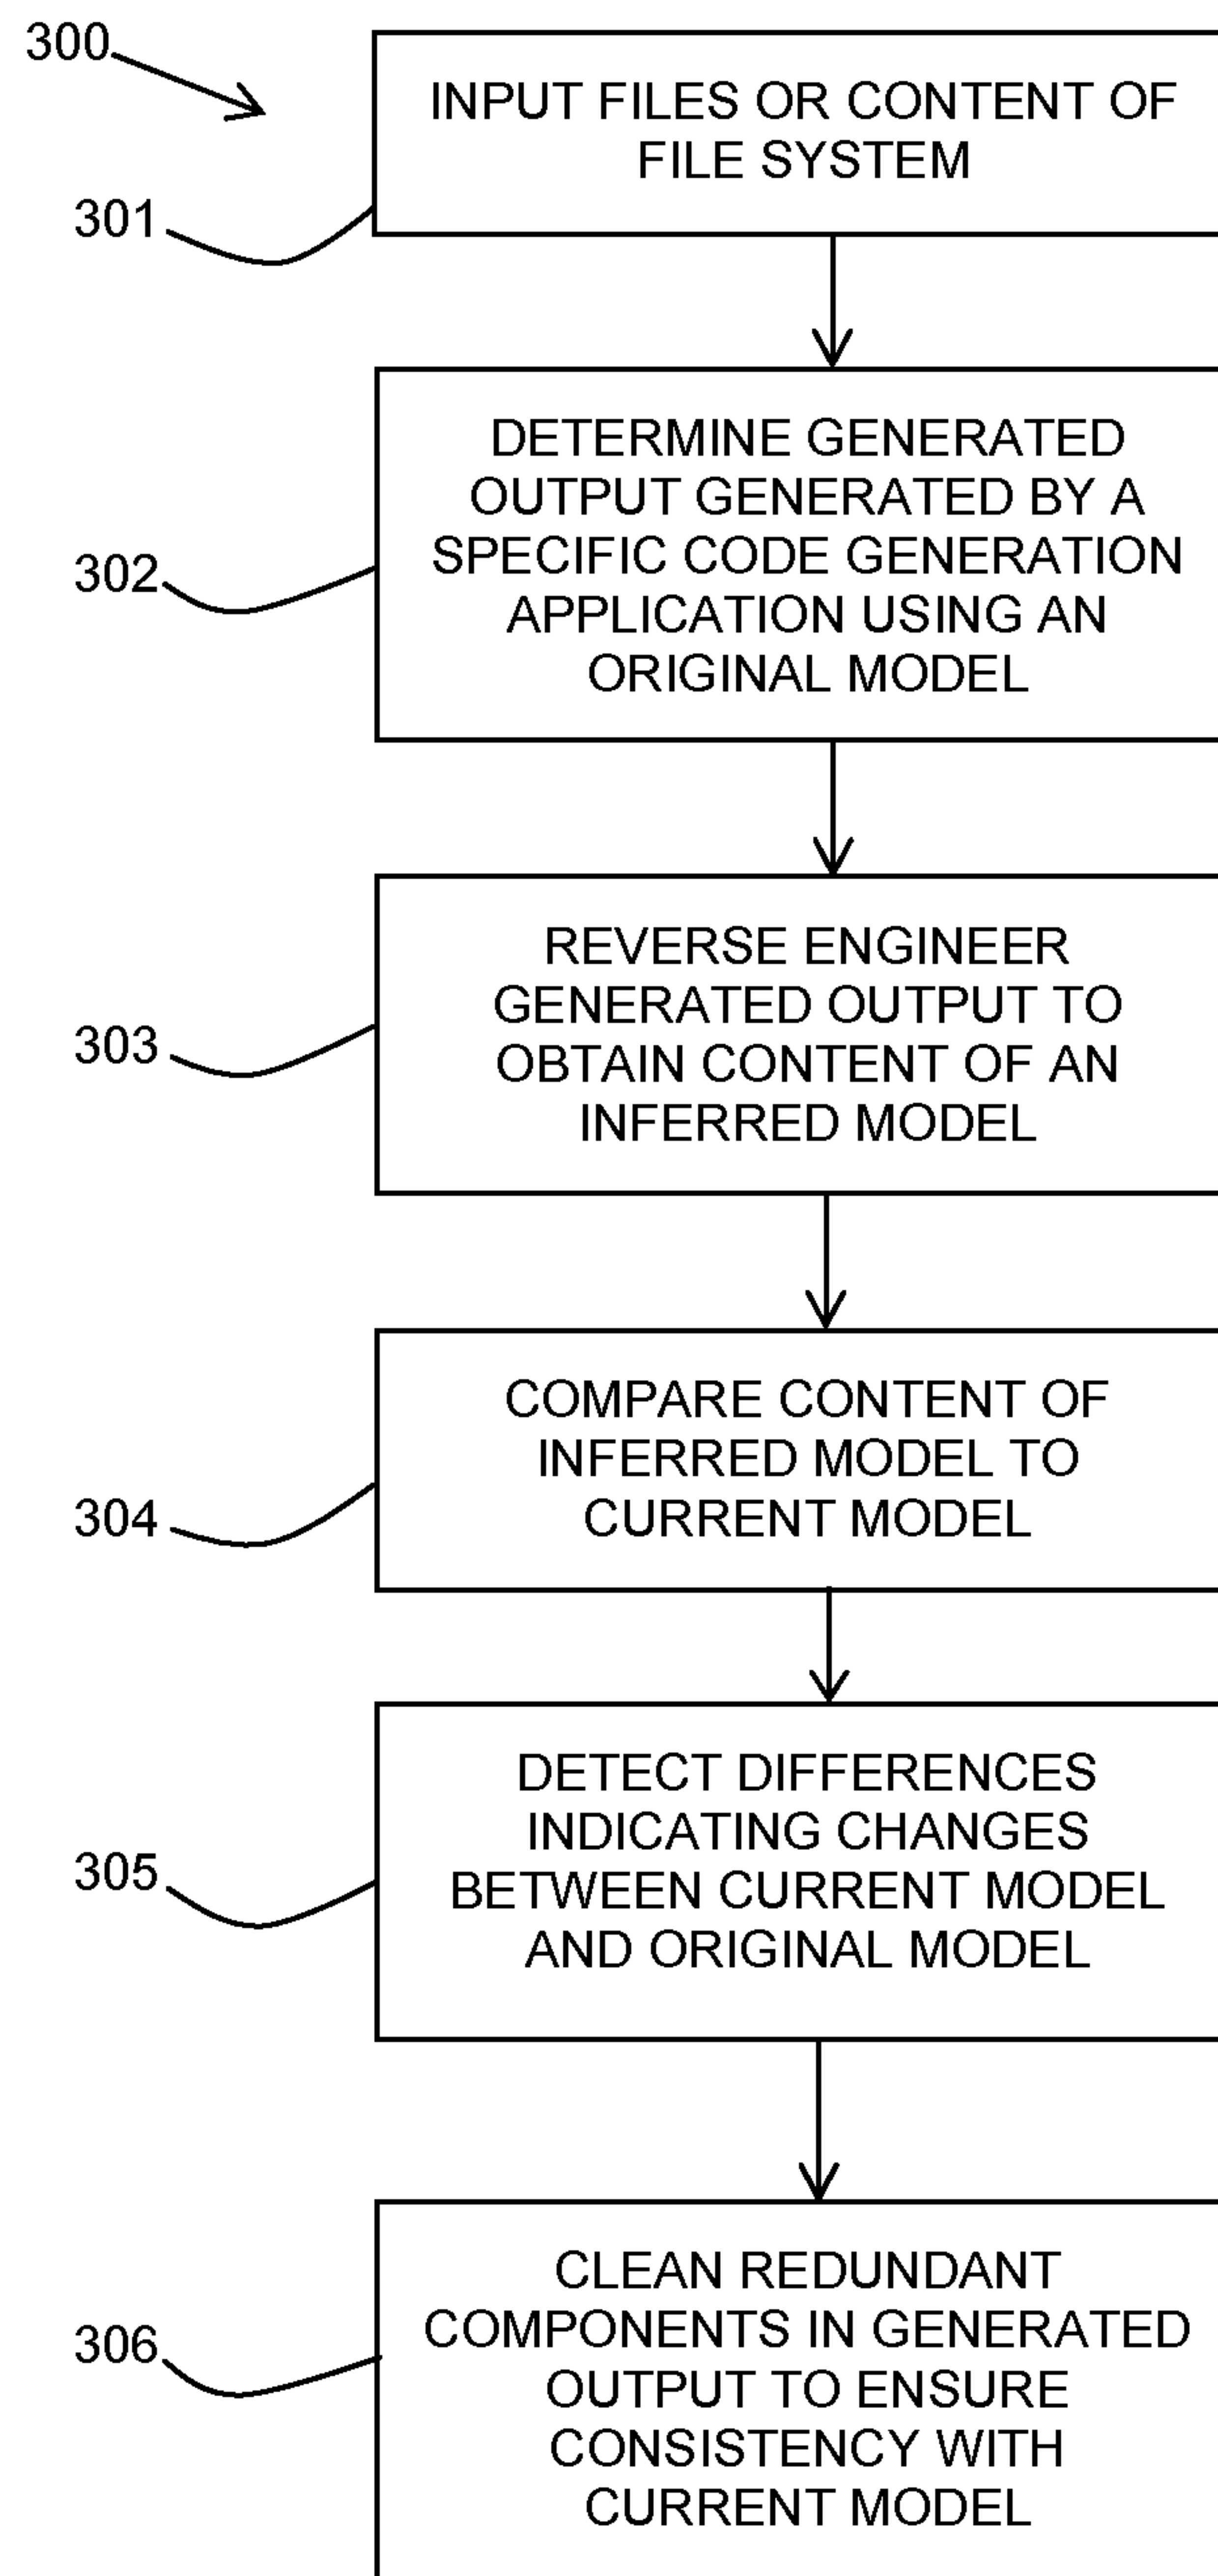 300
INPUT FILES OR CONTENT OF
FILE SYSTEM
301
DETERMINE GENERATED
OUTPUT GENERATED BY A
SPECIFIC CODE GENERATION
APPLICATION USING AN
ORIGINAL MODEL
302
REVERSE ENGINEER
GENERATED OUTPUT TO
OBTAIN CONTENT OF AN
INFERRED MODEL
303
COMPARE CONTENT OF
INFERRED MODEL TO
CURRENT MODEL
304
DETECT DIFFERENCES
INDICATING CHANGES
BETWEEN CURRENT MODEL
AND ORIGINAL MODEL
305
CLEAN REDUNDANT
COMPONENTS IN GENERATED
OUTPUT TO ENSURE
CONSISTENCY WITH
CURRENT MODEL
306